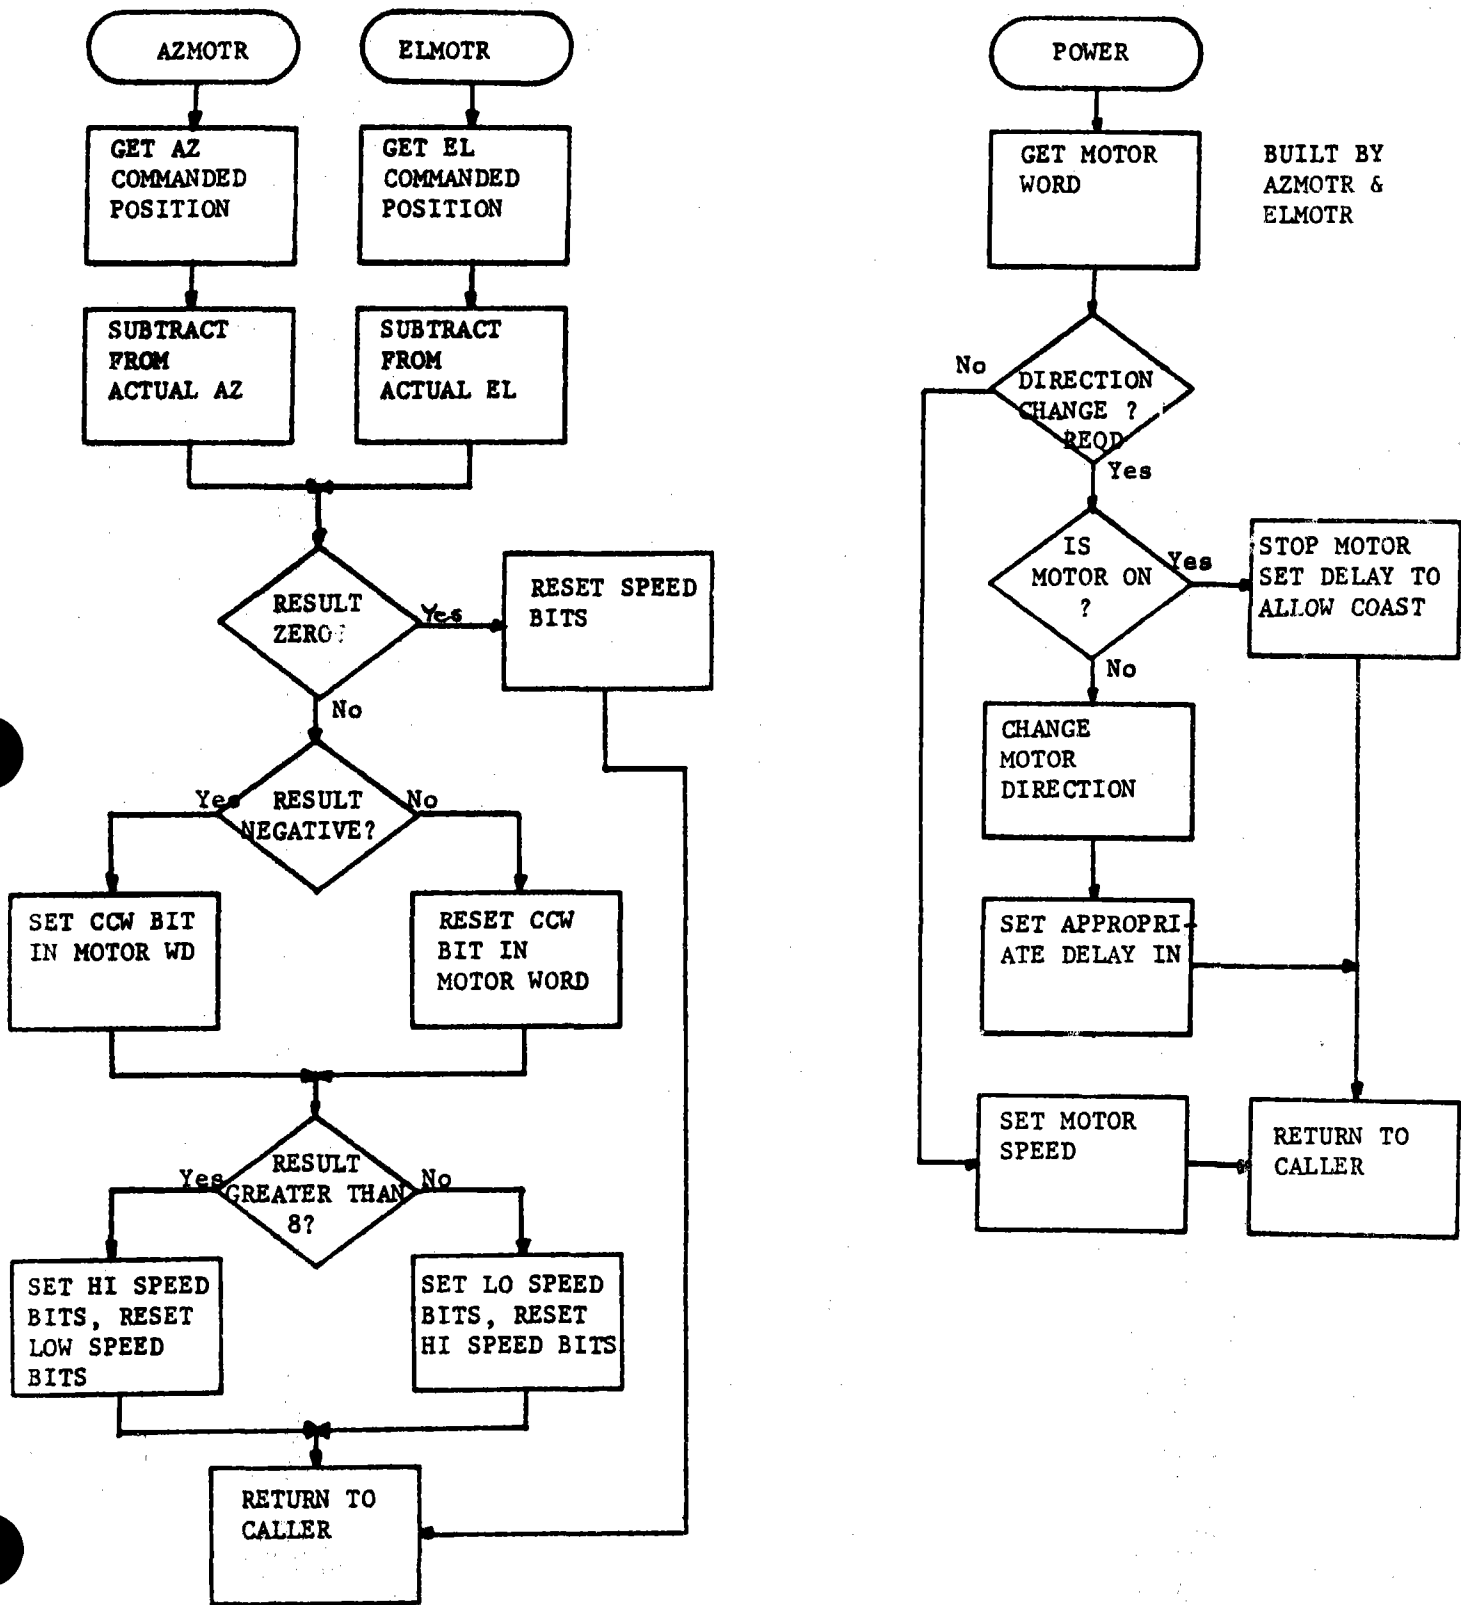 AZMOTR
ELMOTR
GET AZ
COMMANDED
POSITION
GET EL
COMMANDED
POSITION
SUBTRACT
FROM
ACTUAL AZ
SUBTRACT
FROM
ACTUAL EL
RESULT
ZERO?
Yes
RESET SPEED
BITS
No
RESULT
NEGATIVE?
Yes
No
SET CCW BIT
IN MOTOR WD
RESET CCW
BIT IN
MOTOR WORD
RESULT
GREATER THAN
8?
Yes
No
SET HI SPEED
BITS, RESET
LOW SPEED
BITS
SET LO SPEED
BITS, RESET
HI SPEED BITS
RETURN TO
CALLER
POWER
GET MOTOR
WORD
BUILT BY
AZMOTR &
ELMOTR
No
DIRECTION
CHANGE ?
REQD
Yes
IS
MOTOR ON
?
Yes
STOP MOTOR
SET DELAY TO
ALLOW COAST
No
CHANGE
MOTOR
DIRECTION
SET APPROPRI-
ATE DELAY IN
SET MOTOR
SPEED
RETURN TO
CALLER